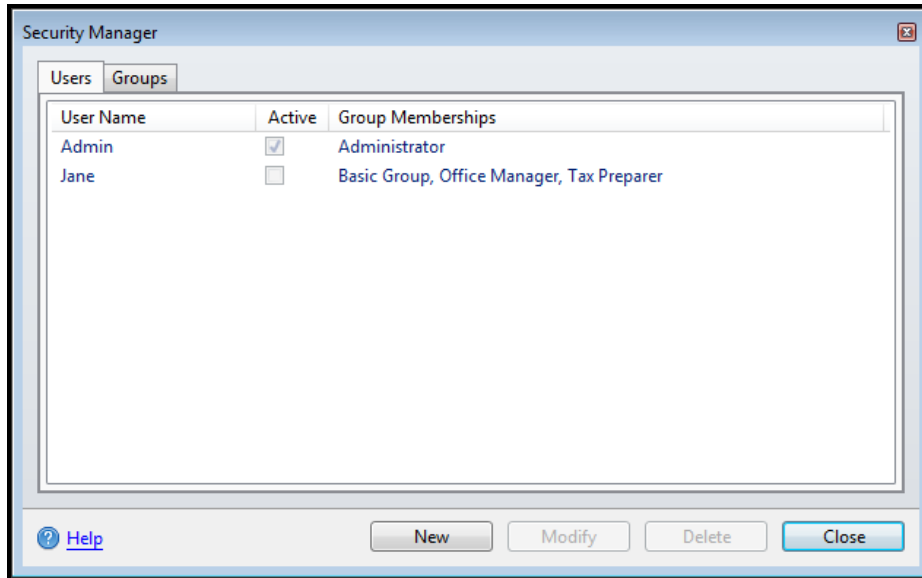 Security Manager
Users Groups
User Name Active Group Memberships
Admin Administrator
Jane Basic Group, Office Manager, Tax Preparer
Help New Modify Delete Close